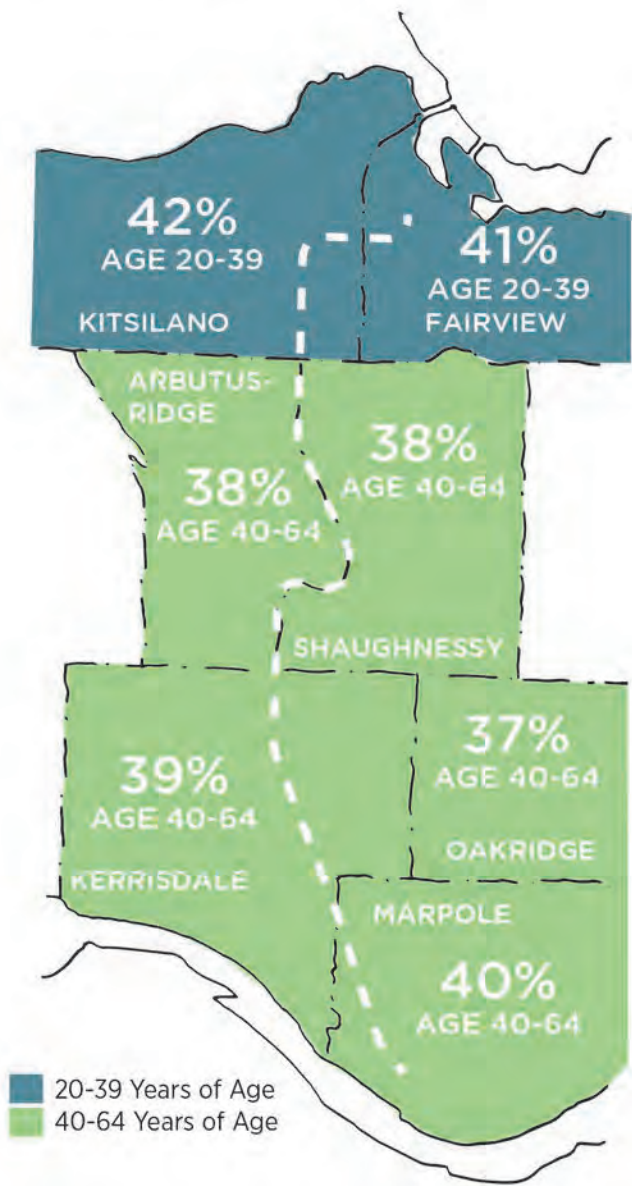 42%
AGE 20-39
KITSILANO
41%
AGE 20-39
FAIRVIEW
ARBUTUS-
RIDGE
38%
AGE 40-64
38%
AGE 40-64
SHAUGHNESSY
39%
AGE 40-64
KERRISDALE
37%
AGE 40-64
OAKRIDGE
MARPOLE
40%
AGE 40-64
20-39 Years of Age
40-64 Years of Age